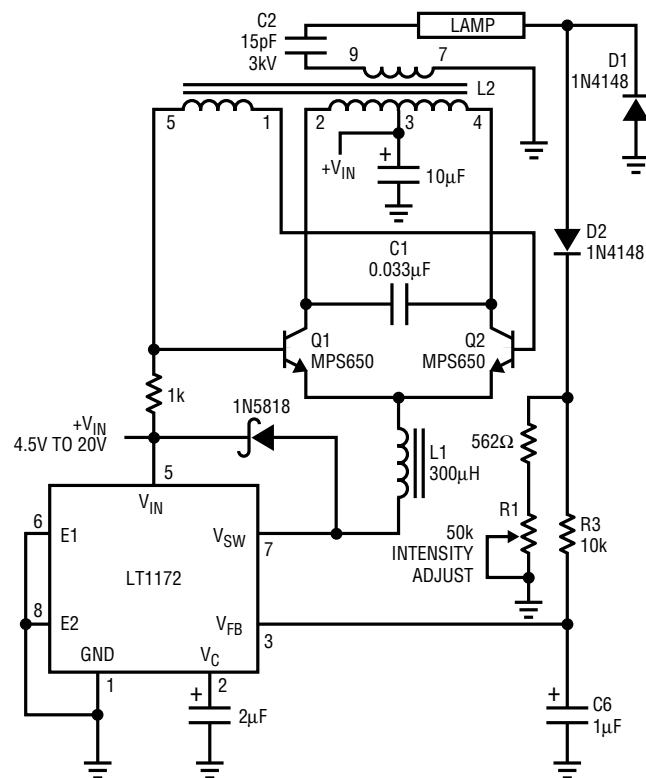 C2
15pF
3kV
LAMP
D1
1N4148
9
7
L2
5
1
2
3
4
+VIN
+
10µF
D2
1N4148
C1
0.033µF
Q1
MPS650
Q2
MPS650
1k
1N5818
+VIN
4.5V TO 20V
562Ω
L1
300µH
5
VIN
R1
50k
INTENSITY
ADJUST
R3
10k
6
E1
VSW
7
LT1172
8
E2
VFB
3
GND
VC
1
2
+
2µF
+
C6
1µF